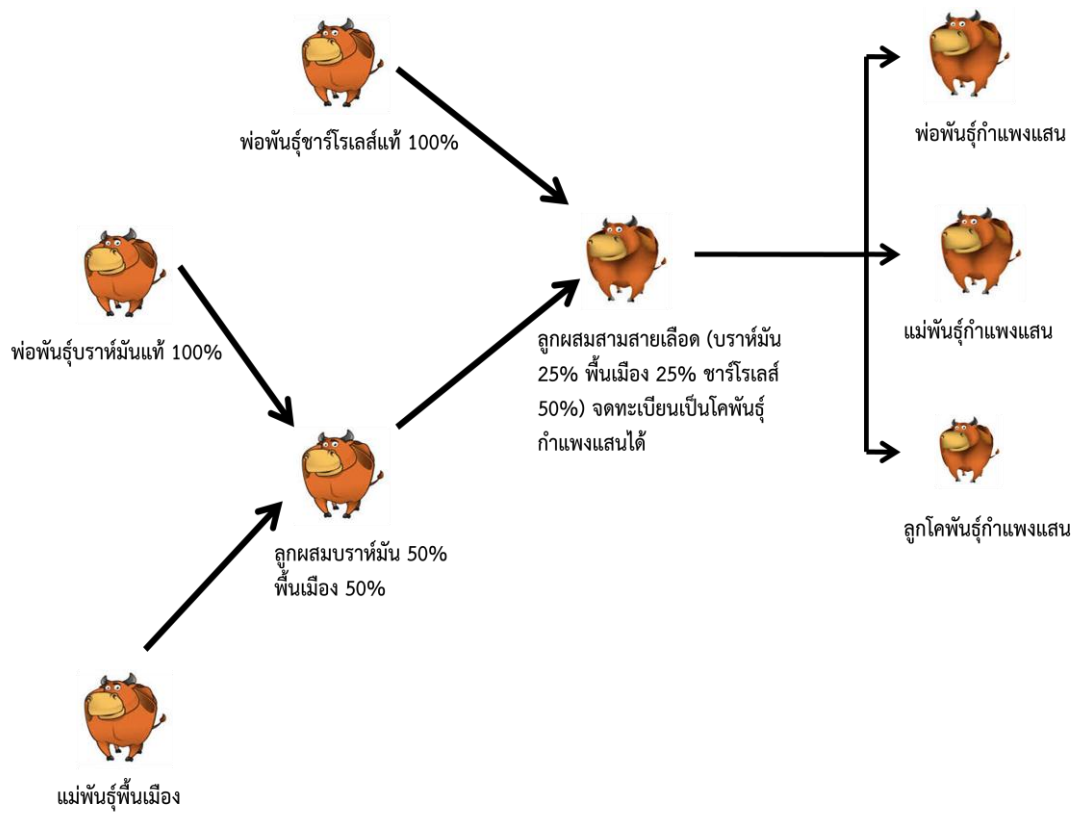 พ่อพันธุ์ชาร์โรเลส์แท้ 100%
พ่อพันธุ์กำแพงแสน
พ่อพันธุ์บราห์มันแท้ 100%
ลูกผสมสามสายเลือด (บราห์มัน
25% พื้นเมือง 25% ชาร์โรเลส์
50%) จดทะเบียนเป็นโคพันธุ์
กำแพงแสนได้
แม่พันธุ์กำแพงแสน
ลูกผสมบราห์มัน 50%
พื้นเมือง 50%
ลูกโคพันธุ์กำแพงแสน
แม่พันธุ์พื้นเมือง